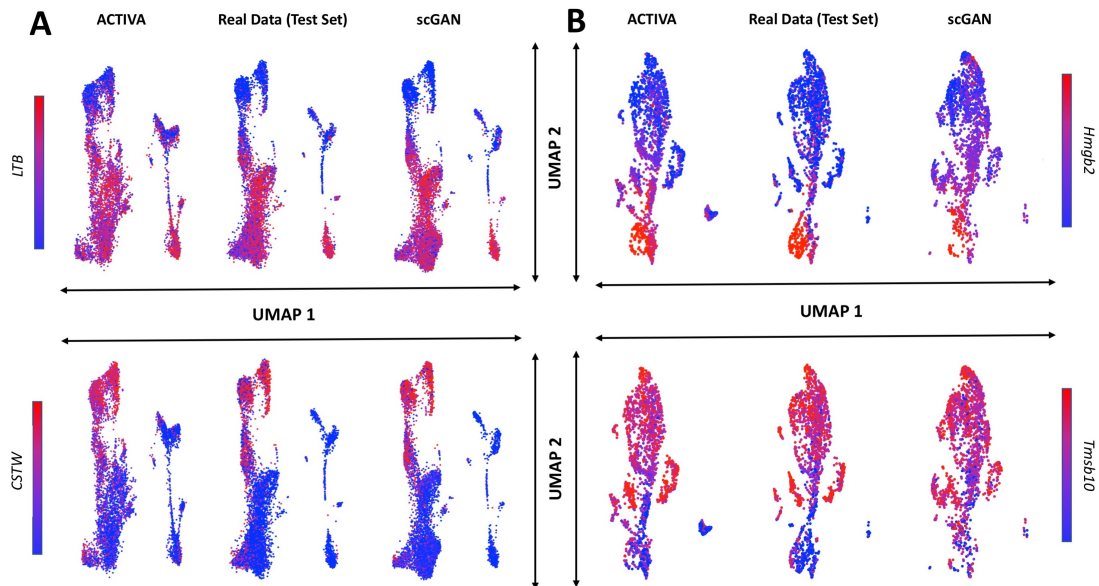 A
ACTIVA
Real Data (Test Set)
scGAN
B
ACTIVA
Real Data (Test Set)
scGAN
LTB
UMAP 2
Hmgb2
UMAP 1
UMAP 1
CSTW
UMAP 2
Tmsb10